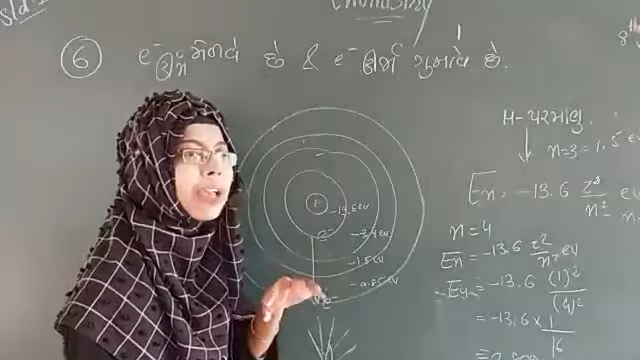 Chemistry
⑥ e⁻ ઊર્જા મેળવે છે & e⁻ ઊર્જા ગુમાવે છે.
H-પરમાણુ
n=3 = 1.5 ev
En = -13.6 z²/n² ev
n=4
En = -13.6 z²/n² ev
E₄ = -13.6 (1)²/(4)²
= -13.6 × 1/16
-13.6 ev
e⁻ -3.4 ev
-1.5 ev
-0.85 ev
e⁻